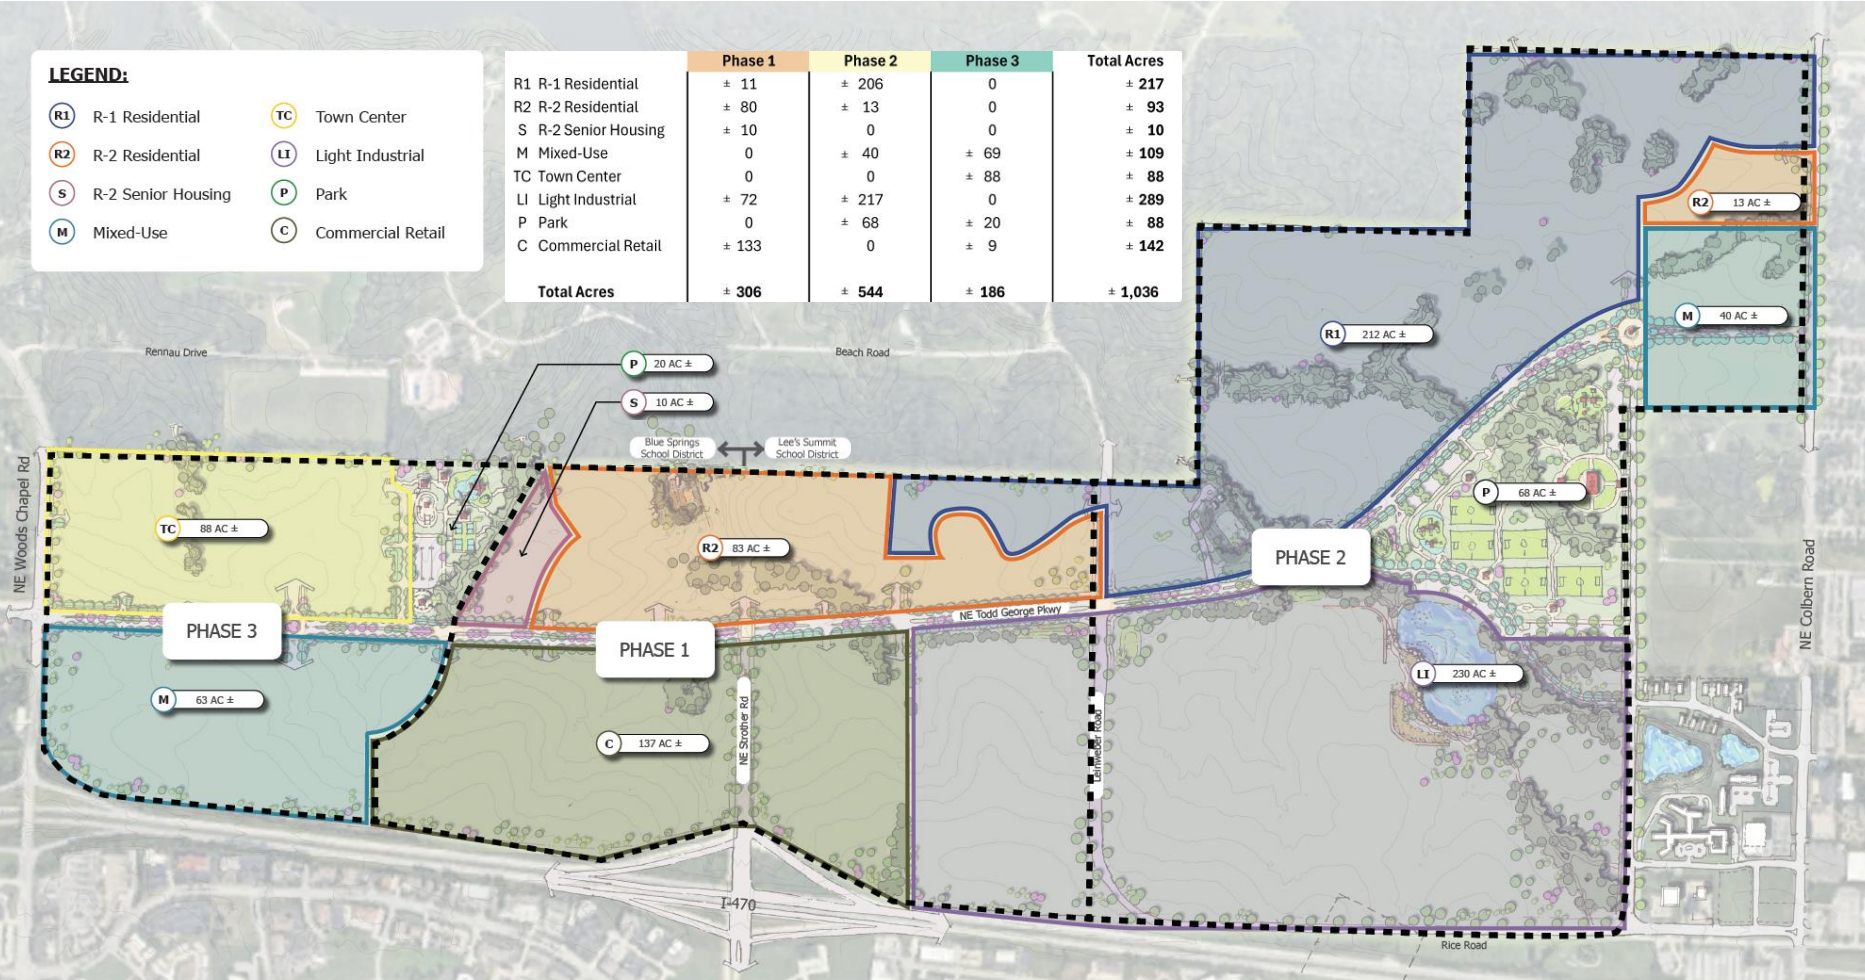 LEGEND:
R1 R-1 Residential
R2 R-2 Residential
S R-2 Senior Housing
M Mixed-Use
TC Town Center
LI Light Industrial
P Park
C Commercial Retail
Phase 1 Phase 2 Phase 3 Total Acres
R1 R-1 Residential ± 11 ± 206 0 ± 217
R2 R-2 Residential ± 80 ± 13 0 ± 93
S R-2 Senior Housing ± 10 0 0 ± 10
M Mixed-Use 0 ± 40 ± 69 ± 109
TC Town Center 0 0 ± 88 ± 88
LI Light Industrial ± 72 ± 217 0 ± 289
P Park 0 ± 68 ± 20 ± 88
C Commercial Retail ± 133 0 ± 9 ± 142
Total Acres ± 306 ± 544 ± 186 ± 1,036
R2 13 AC ±
M 40 AC ±
R1 212 AC ±
Rennau Drive
Beach Road
P 20 AC ±
S 10 AC ±
Blue Springs
School District
Lee's Summit
School District
NE Woods Chapel Rd
TC 88 AC ±
R2 83 AC ±
P 68 AC ±
PHASE 2
NE Colbern Road
NE Todd George Pkwy
PHASE 3
PHASE 1
M 63 AC ±
LI 230 AC ±
C 137 AC ±
NE Strother Rd
Leinweber Road
I-470
Rice Road